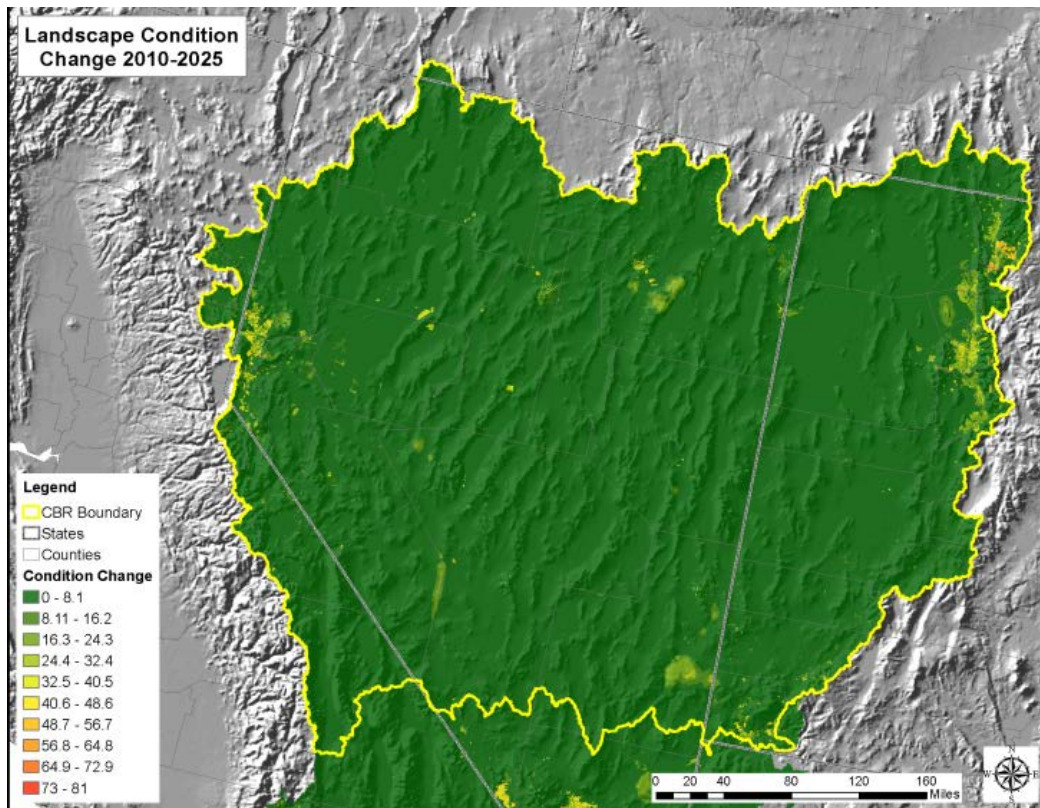 Landscape Condition
Change 2010-2025
Legend
CBR Boundary
States
Counties
Condition Change
0 - 8.1
8.11 - 16.2
16.3 - 24.3
24.4 - 32.4
32.5 - 40.5
40.6 - 48.6
48.7 - 56.7
56.8 - 64.8
64.9 - 72.9
73 - 81
0 20 40 80 120 160
Miles
N
W E
S